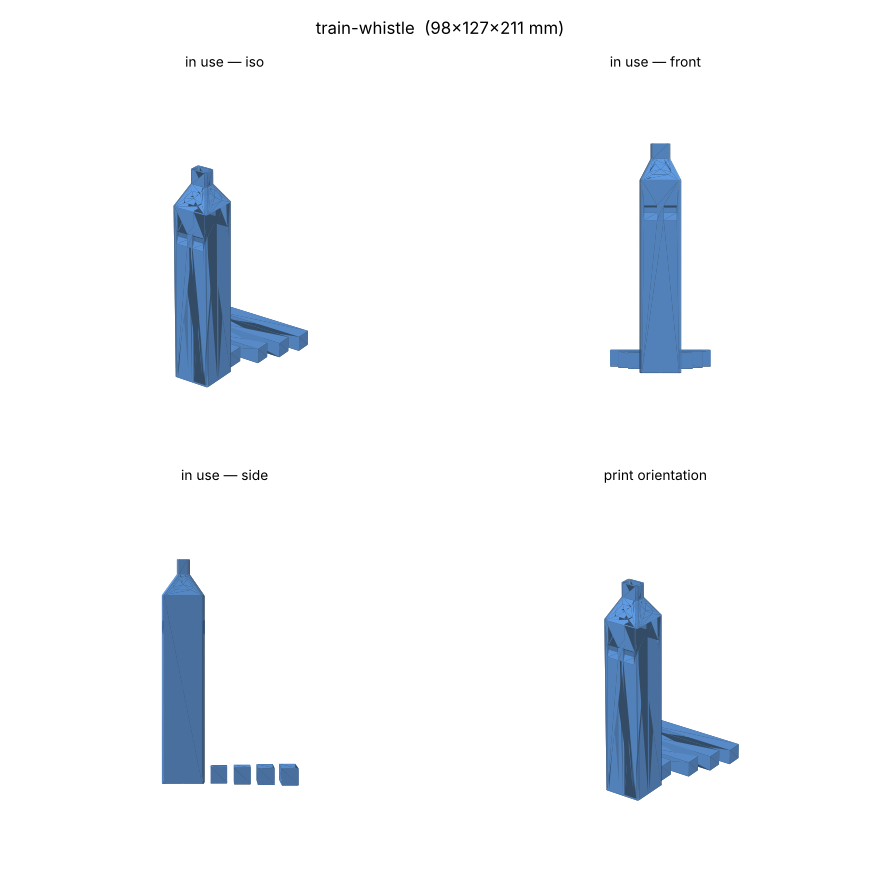 train-whistle (98×127×211 mm)
in use — iso
in use — front
in use — side
print orientation